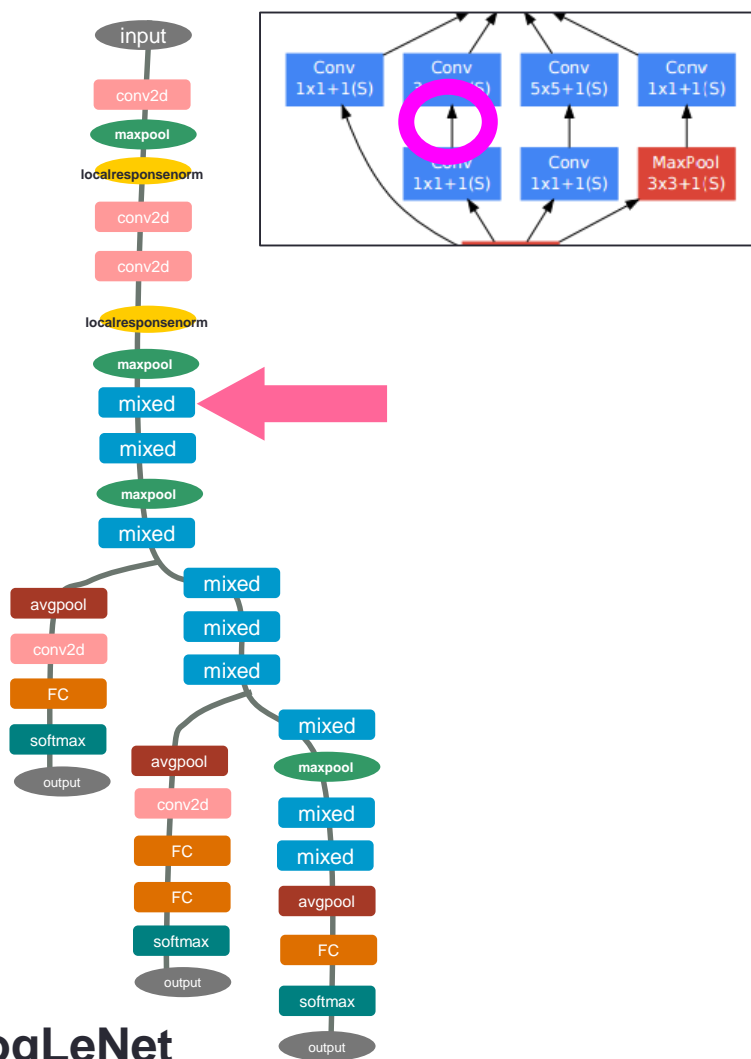 input
conv2d
maxpool
localresponsenorm
conv2d
conv2d
localresponsenorm
maxpool
mixed
mixed
maxpool
mixed
avgpool
conv2d
FC
softmax
output
mixed
mixed
mixed
avgpool
conv2d
FC
FC
softmax
output
mixed
maxpool
mixed
mixed
avgpool
FC
softmax
output
Conv
1x1+1(S)
Conv
Conv
5x5+1(S)
Conv
1x1+1(S)
Conv
1x1+1(S)
Conv
1x1+1(S)
MaxPool
3x3+1(S)